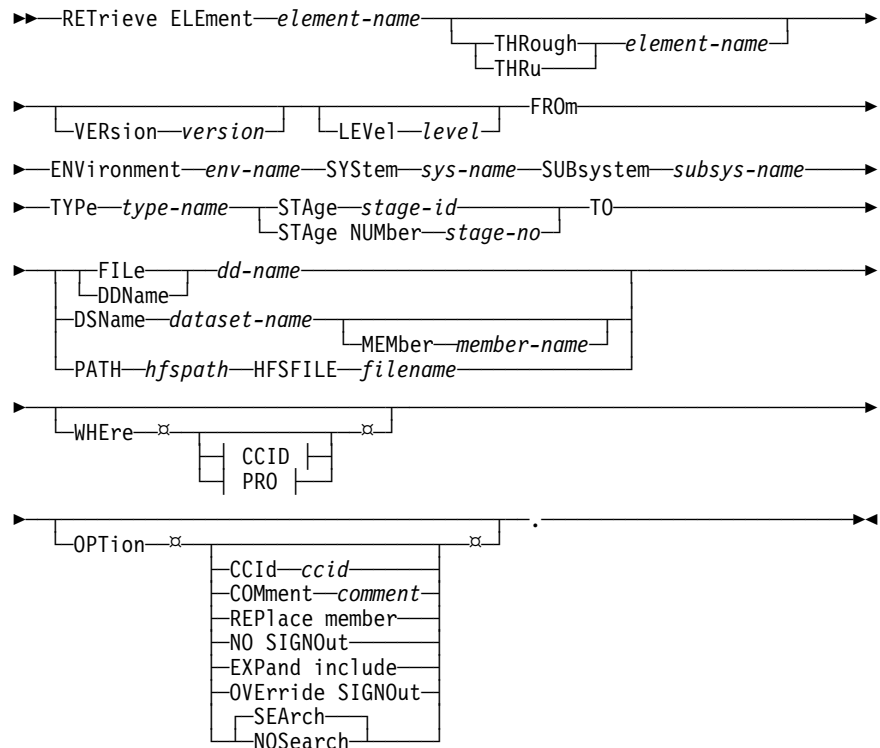 RETrieve ELEment element-name THRough element-name
THRu
VERsion version LEVel level FROm
ENVironment env-name SYStem sys-name SUBsystem subsys-name
TYPe type-name STAge stage-id TO
STAge NUMber stage-no
FILe dd-name
DDName
DSName dataset-name
MEMber member-name
PATH hfspath HFSFILE filename
WHEre ¤ ¤
CCID
PRO
.
OPTion ¤ ¤
CCId ccid
COMment comment
REPlace member
NO SIGNOut
EXPand include
OVErride SIGNOut
SEArch
NOSearch